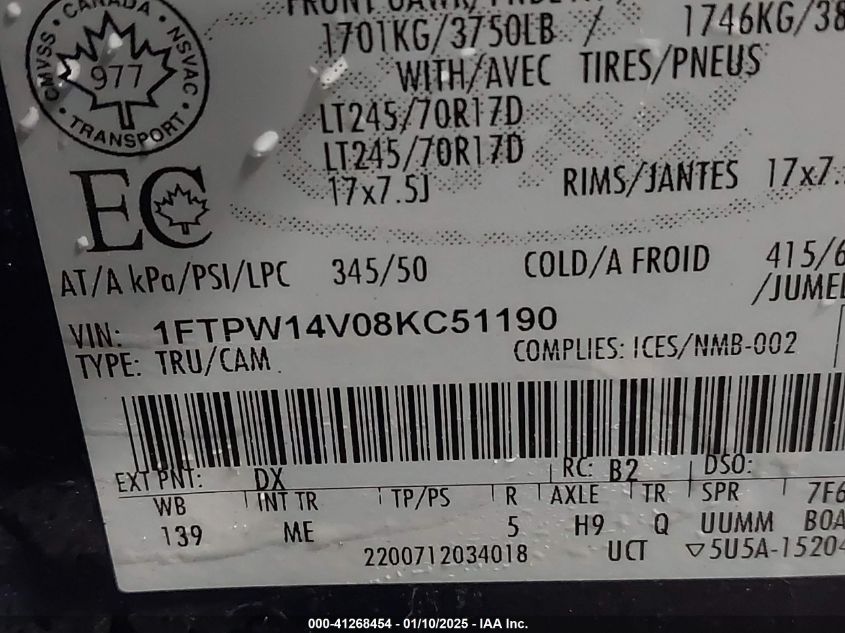 CANADA
CMVSS · NSVAC
977
· TRANSPORT ·
EC
1701KG/3750LB / 1746KG/38
WITH/AVEC TIRES/PNEUS
LT245/70R17D
LT245/70R17D
17x7.5J RIMS/JANTES 17x7.
AT/A kPa/PSI/LPC 345/50 COLD/A FROID 415/6
/JUMEL
VIN: 1FTPW14V08KC51190
TYPE: TRU/CAM COMPLIES: ICES/NMB-002
EXT PNT: DX RC: B2 DSO:
WB INT TR TP/PS R AXLE TR SPR 7F6
139 ME 5 H9 Q UUMM BOA
2200712034018 UCT ▽5U5A-15204
000-41268454 - 01/10/2025 - IAA Inc.